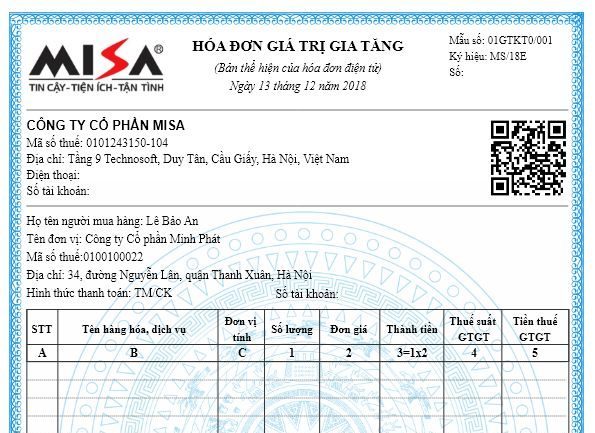 MISA®
TIN CẬY-TIỆN ÍCH-TẬN TÌNH
HÓA ĐƠN GIÁ TRỊ GIA TĂNG
(Bản thể hiện của hóa đơn điện tử)
Ngày 13 tháng 12 năm 2018
Mẫu số: 01GTKT0/001
Ký hiệu: MS/18E
Số:
CÔNG TY CỔ PHẦN MISA
Mã số thuế: 0101243150-104
Địa chỉ: Tầng 9 Technosoft, Duy Tân, Cầu Giấy, Hà Nội, Việt Nam
Điện thoại:
Số tài khoản:
Họ tên người mua hàng: Lê Bảo An
Tên đơn vị: Công ty Cổ phần Minh Phát
Mã số thuế:0100100022
Địa chỉ: 34, đường Nguyễn Lân, quận Thanh Xuân, Hà Nội
Hình thức thanh toán: TM/CK Số tài khoản:
STT Tên hàng hóa, dịch vụ Đơn vị tính Số lượng Đơn giá Thành tiền Thuế suất GTGT Tiền thuế GTGT
A B C 1 2 3=1x2 4 5